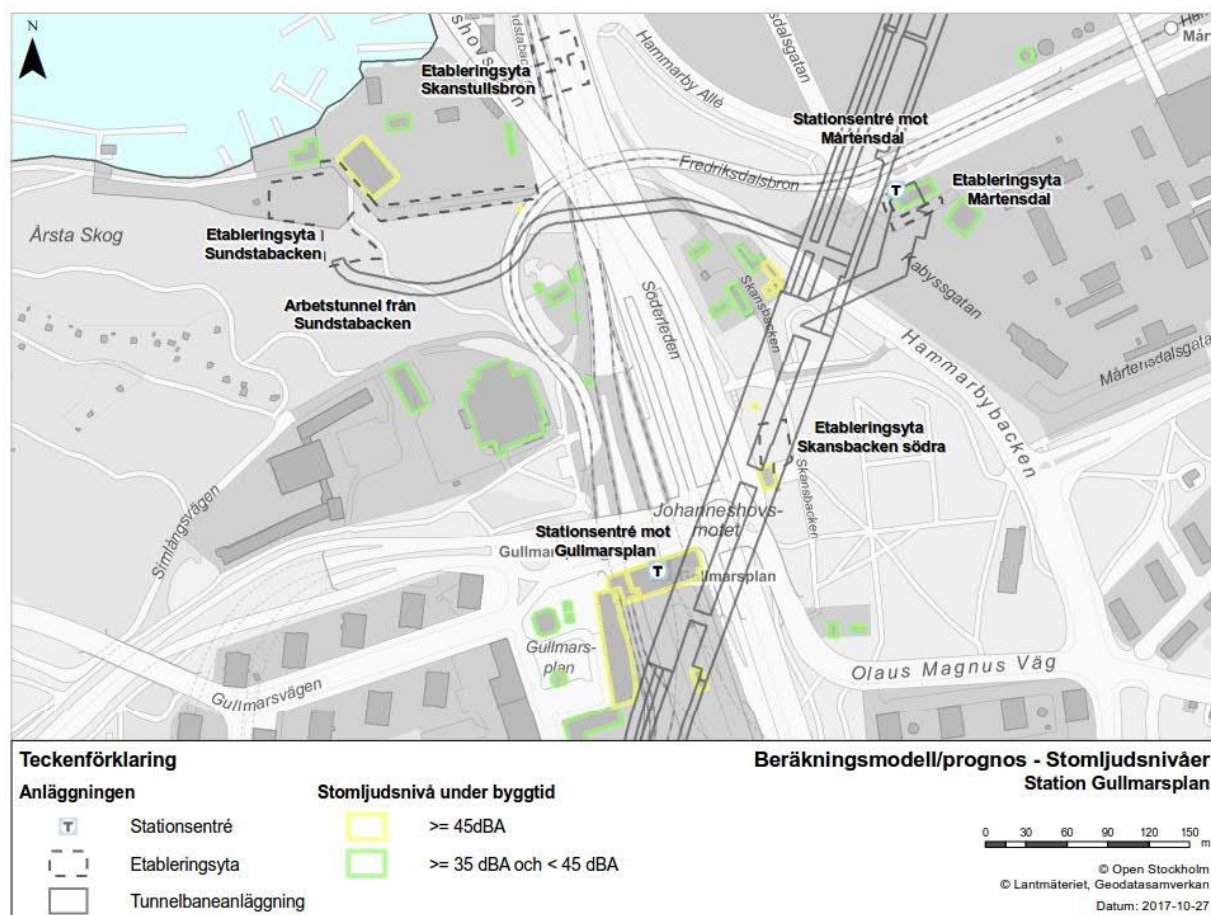 N
Etableringsyta
Skanstullsbron
Hammarby Allé
Stationsentré mot
Mårtensdal
Fredriksdalsbron
Etableringsyta
Mårtensdal
Årsta Skog
Etableringsyta
Sundstabacken
Arbetstunnel från
Sundstabacken
Söderleden
Skansbacken
Kabyssgatan
Hammarbybacken
Mårtensdalsgata
Etableringsyta
Skansbacken södra
Skansbacken
Simlångsvägen
Johanneshovs-
motet
Stationsentré mot
Gullmarsplan
Gullmarsplan
Gullmars-
plan
Gullmarsvägen
Olaus Magnus Väg
Teckenförklaring
Anläggningen
T Stationsentré
Etableringsyta
Tunnelbaneanläggning
Stomljudsnivå under byggtid
>= 45dBA
>= 35 dBA och < 45 dBA
Beräkningsmodell/prognos - Stomljudsnivåer
Station Gullmarsplan
0 30 60 90 120 150
m
© Open Stockholm
© Lantmäteriet, Geodatasamverkan
Datum: 2017-10-27